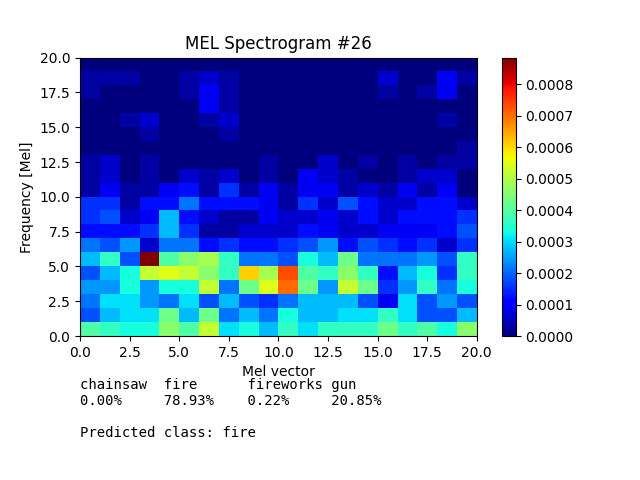 MEL Spectrogram #26
Frequency [Mel]
20.0
17.5
15.0
12.5
10.0
7.5
5.0
2.5
0.0
0.0 2.5 5.0 7.5 10.0 12.5 15.0 17.5 20.0
Mel vector
0.0008
0.0007
0.0006
0.0005
0.0004
0.0003
0.0002
0.0001
0.0000
chainsaw fire fireworks gun
0.00% 78.93% 0.22% 20.85%
Predicted class: fire